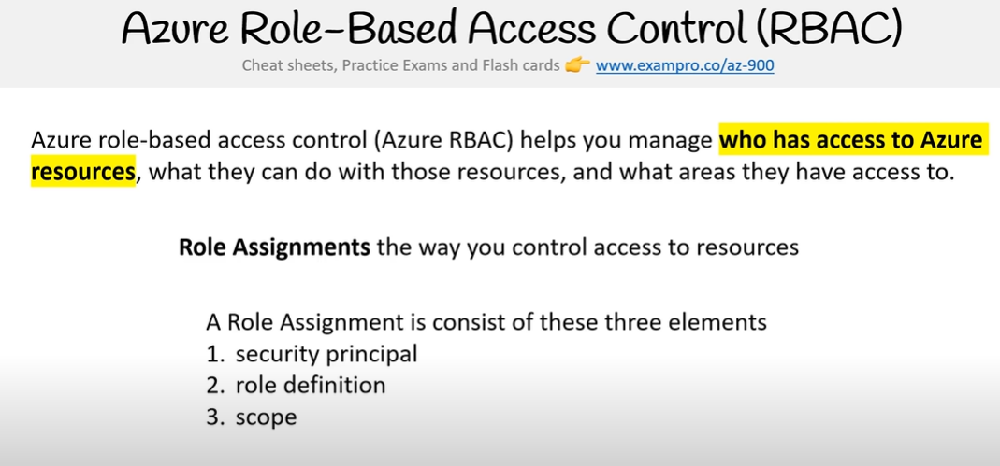 Azure Role-Based Access Control (RBAC)
Cheat sheets, Practice Exams and Flash cards 👉 www.exampro.co/az-900
Azure role-based access control (Azure RBAC) helps you manage who has access to Azure
resources, what they can do with those resources, and what areas they have access to.
Role Assignments the way you control access to resources
A Role Assignment is consist of these three elements
1. security principal
2. role definition
3. scope